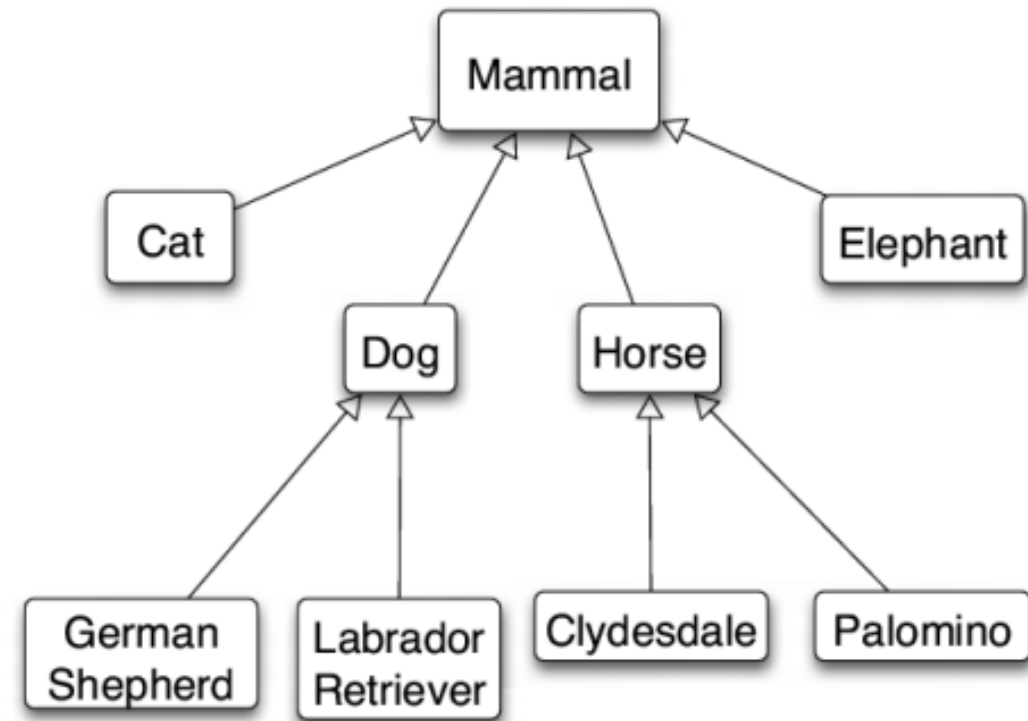 Mammal
Cat
Elephant
Dog
Horse
German
Shepherd
Labrador
Retriever
Clydesdale
Palomino